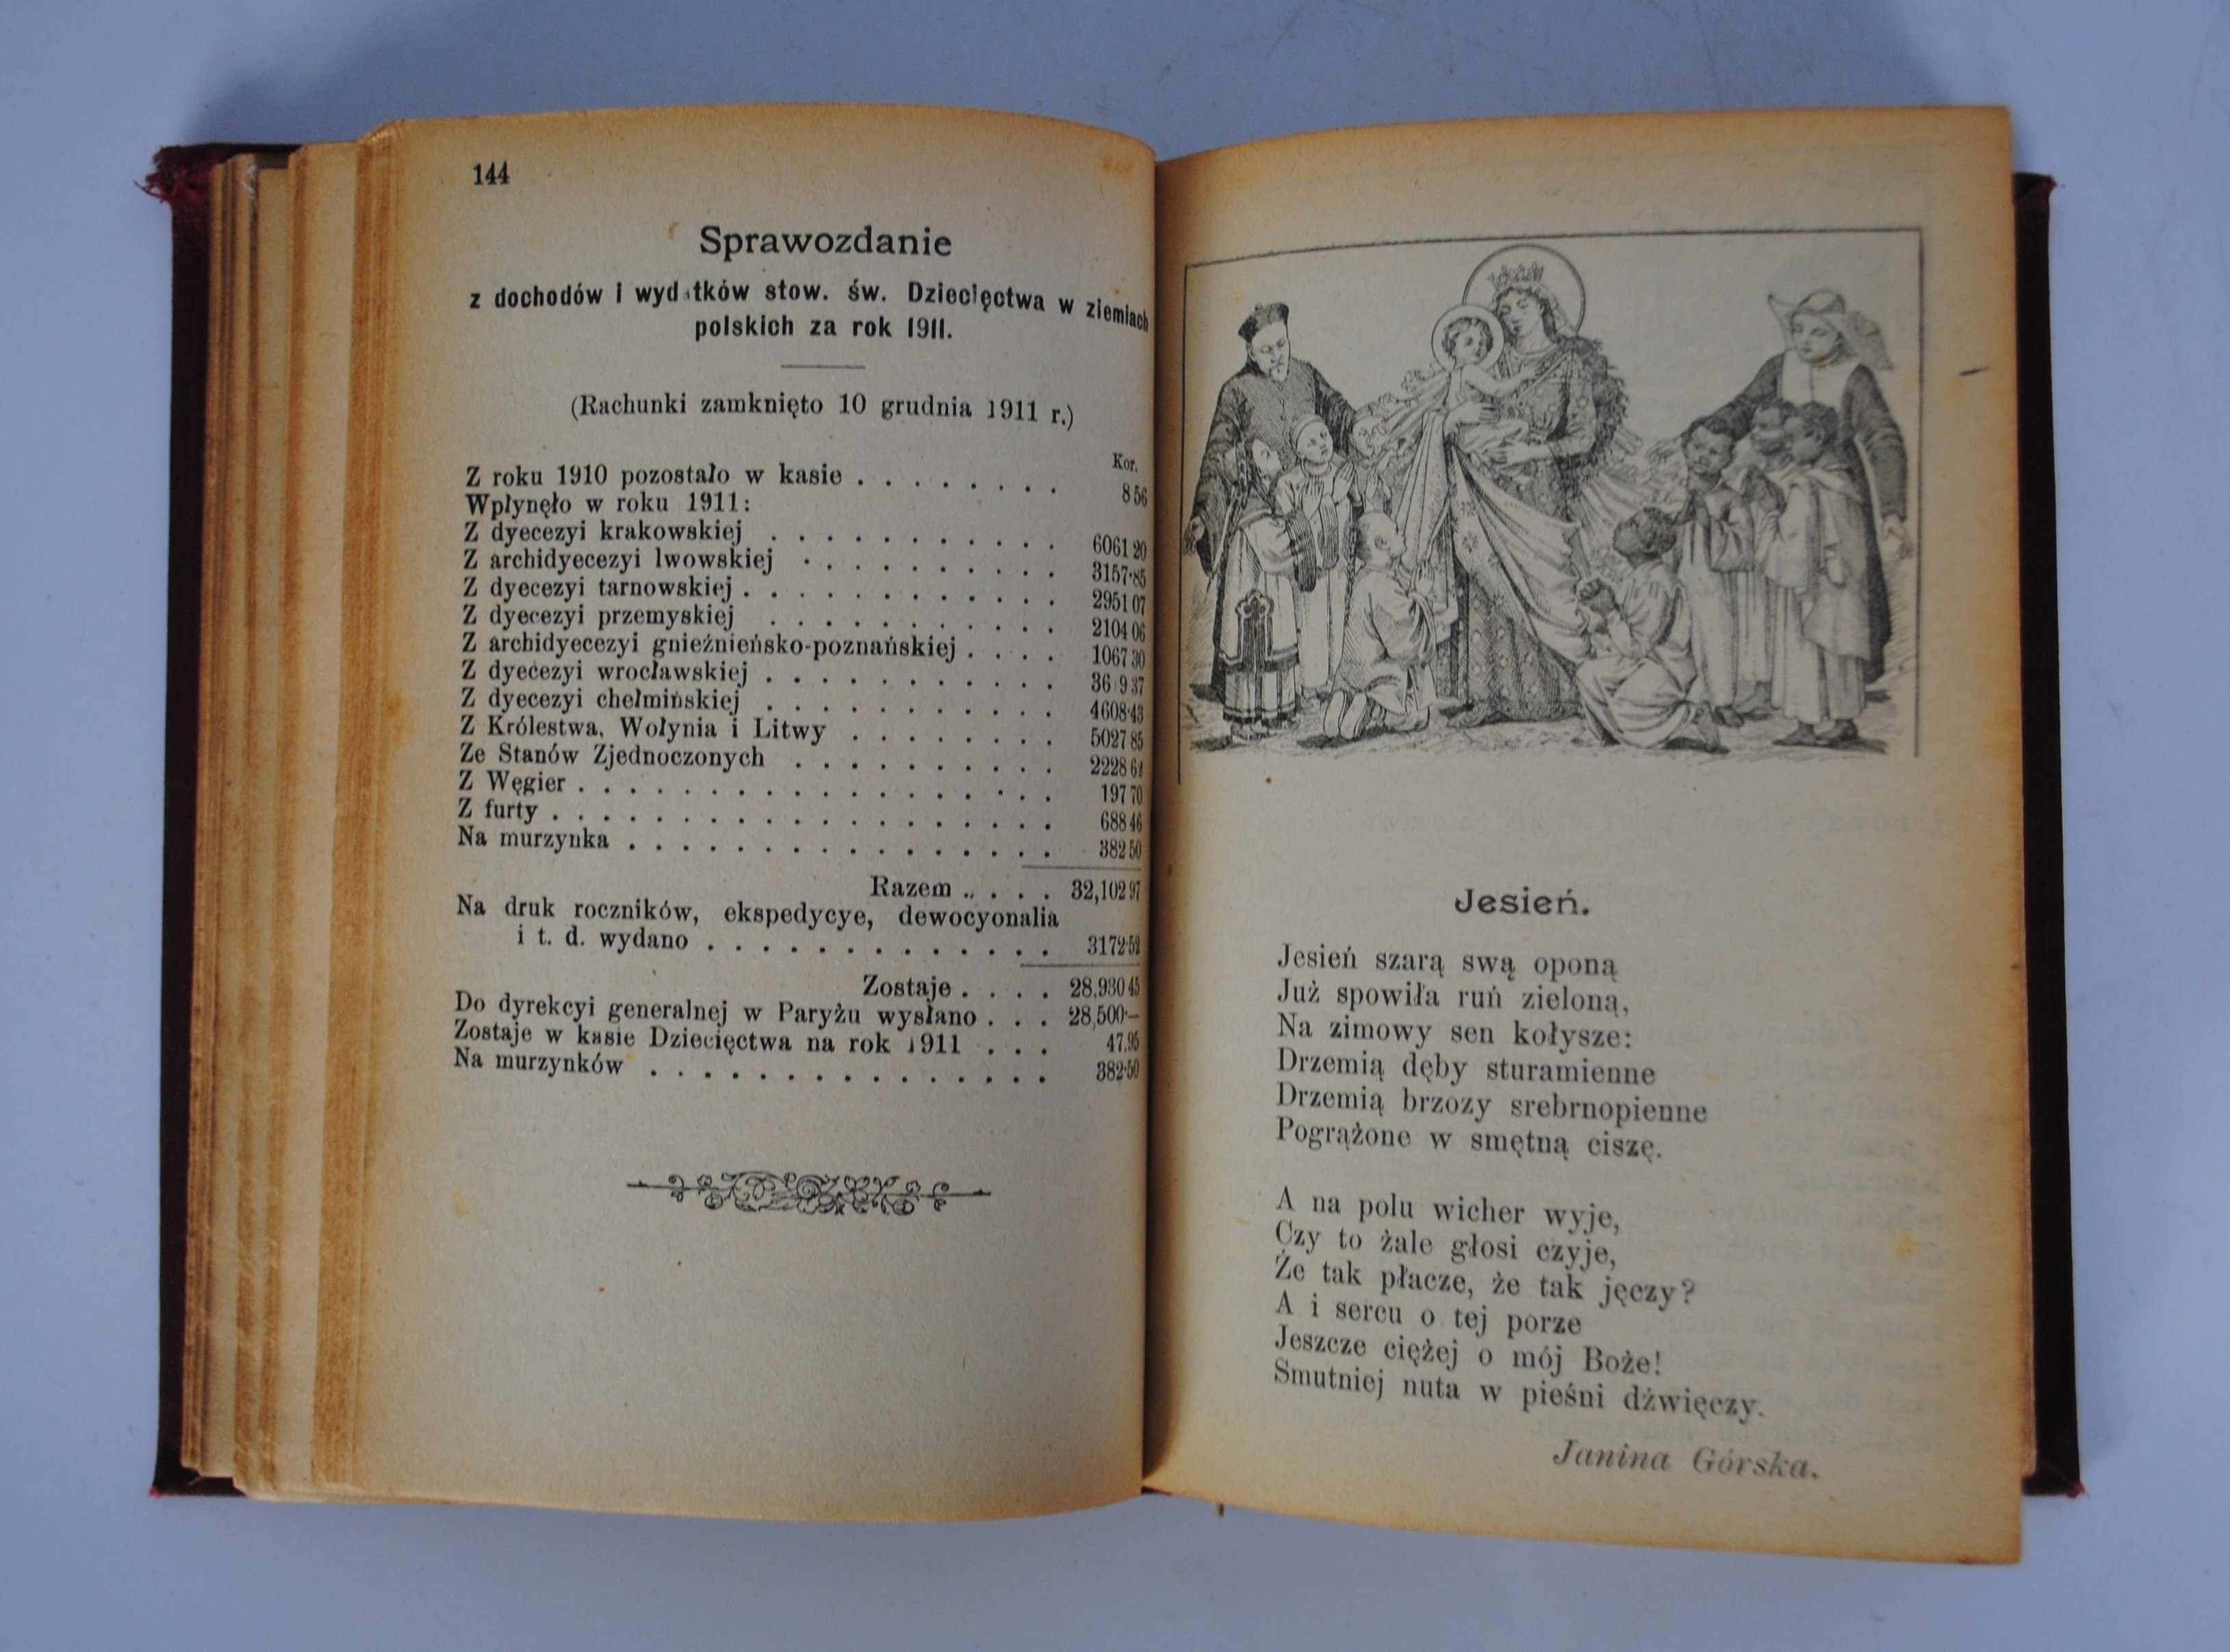 144
Sprawozdanie
z dochodów i wydatków stow. św. Dziecięctwa w ziemiach
polskich za rok 1911.
(Rachunki zamknięto 10 grudnia 1911 r.)
Kor.
Z roku 1910 pozostało w kasie . . . . . . . . 8 56
Wpłynęło w roku 1911:
Z dyecezyi krakowskiej . . . . . . . . . . . 6061 20
Z archidyecezyi lwowskiej . . . . . . . . . . 3157·85
Z dyecezyi tarnowskiej . . . . . . . . . . . . 2951 07
Z dyecezyi przemyskiej . . . . . . . . . . . 2104 06
Z archidyecezyi gnieźnieńsko-poznańskiej . . . . 1067 30
Z dyecezyi wrocławskiej . . . . . . . . . . . 36 9 37
Z dyecezyi chełmińskiej . . . . . . . . . . . 4608·43
Z Królestwa, Wołynia i Litwy . . . . . . . . 5027 85
Ze Stanów Zjednoczonych . . . . . . . . . . 2228 61
Z Węgier . . . . . . . . . . . . . . . . . . 197 70
Z furty . . . . . . . . . . . . . . . . . . . 688 46
Na murzynka . . . . . . . . . . . . . . . . 382 50
Razem . . . . 32,102 97
Na druk roczników, ekspedycye, dewocyonalia
i t. d. wydano . . . . . . . . . . . . . 3172·52
Zostaje . . . . 28,930 45
Do dyrekcyi generalnej w Paryżu wysłano . . . 28,500·–
Zostaje w kasie Dziecięctwa na rok 1911 . . . 47.95
Na murzynków . . . . . . . . . . . . . . . 382·50
Jesień.
Jesień szarą swą oponą
Już spowiła ruń zieloną,
Na zimowy sen kołysze:
Drzemią dęby sturamienne
Drzemią brzozy srebrnopienne
Pogrążone w smętną ciszę.
A na polu wicher wyje,
Czy to żale głosi czyje,
Że tak płacze, że tak jęczy?
A i sercu o tej porze
Jeszcze ciężej o mój Boże!
Smutniej nuta w pieśni dźwięczy.
Janina Górska.